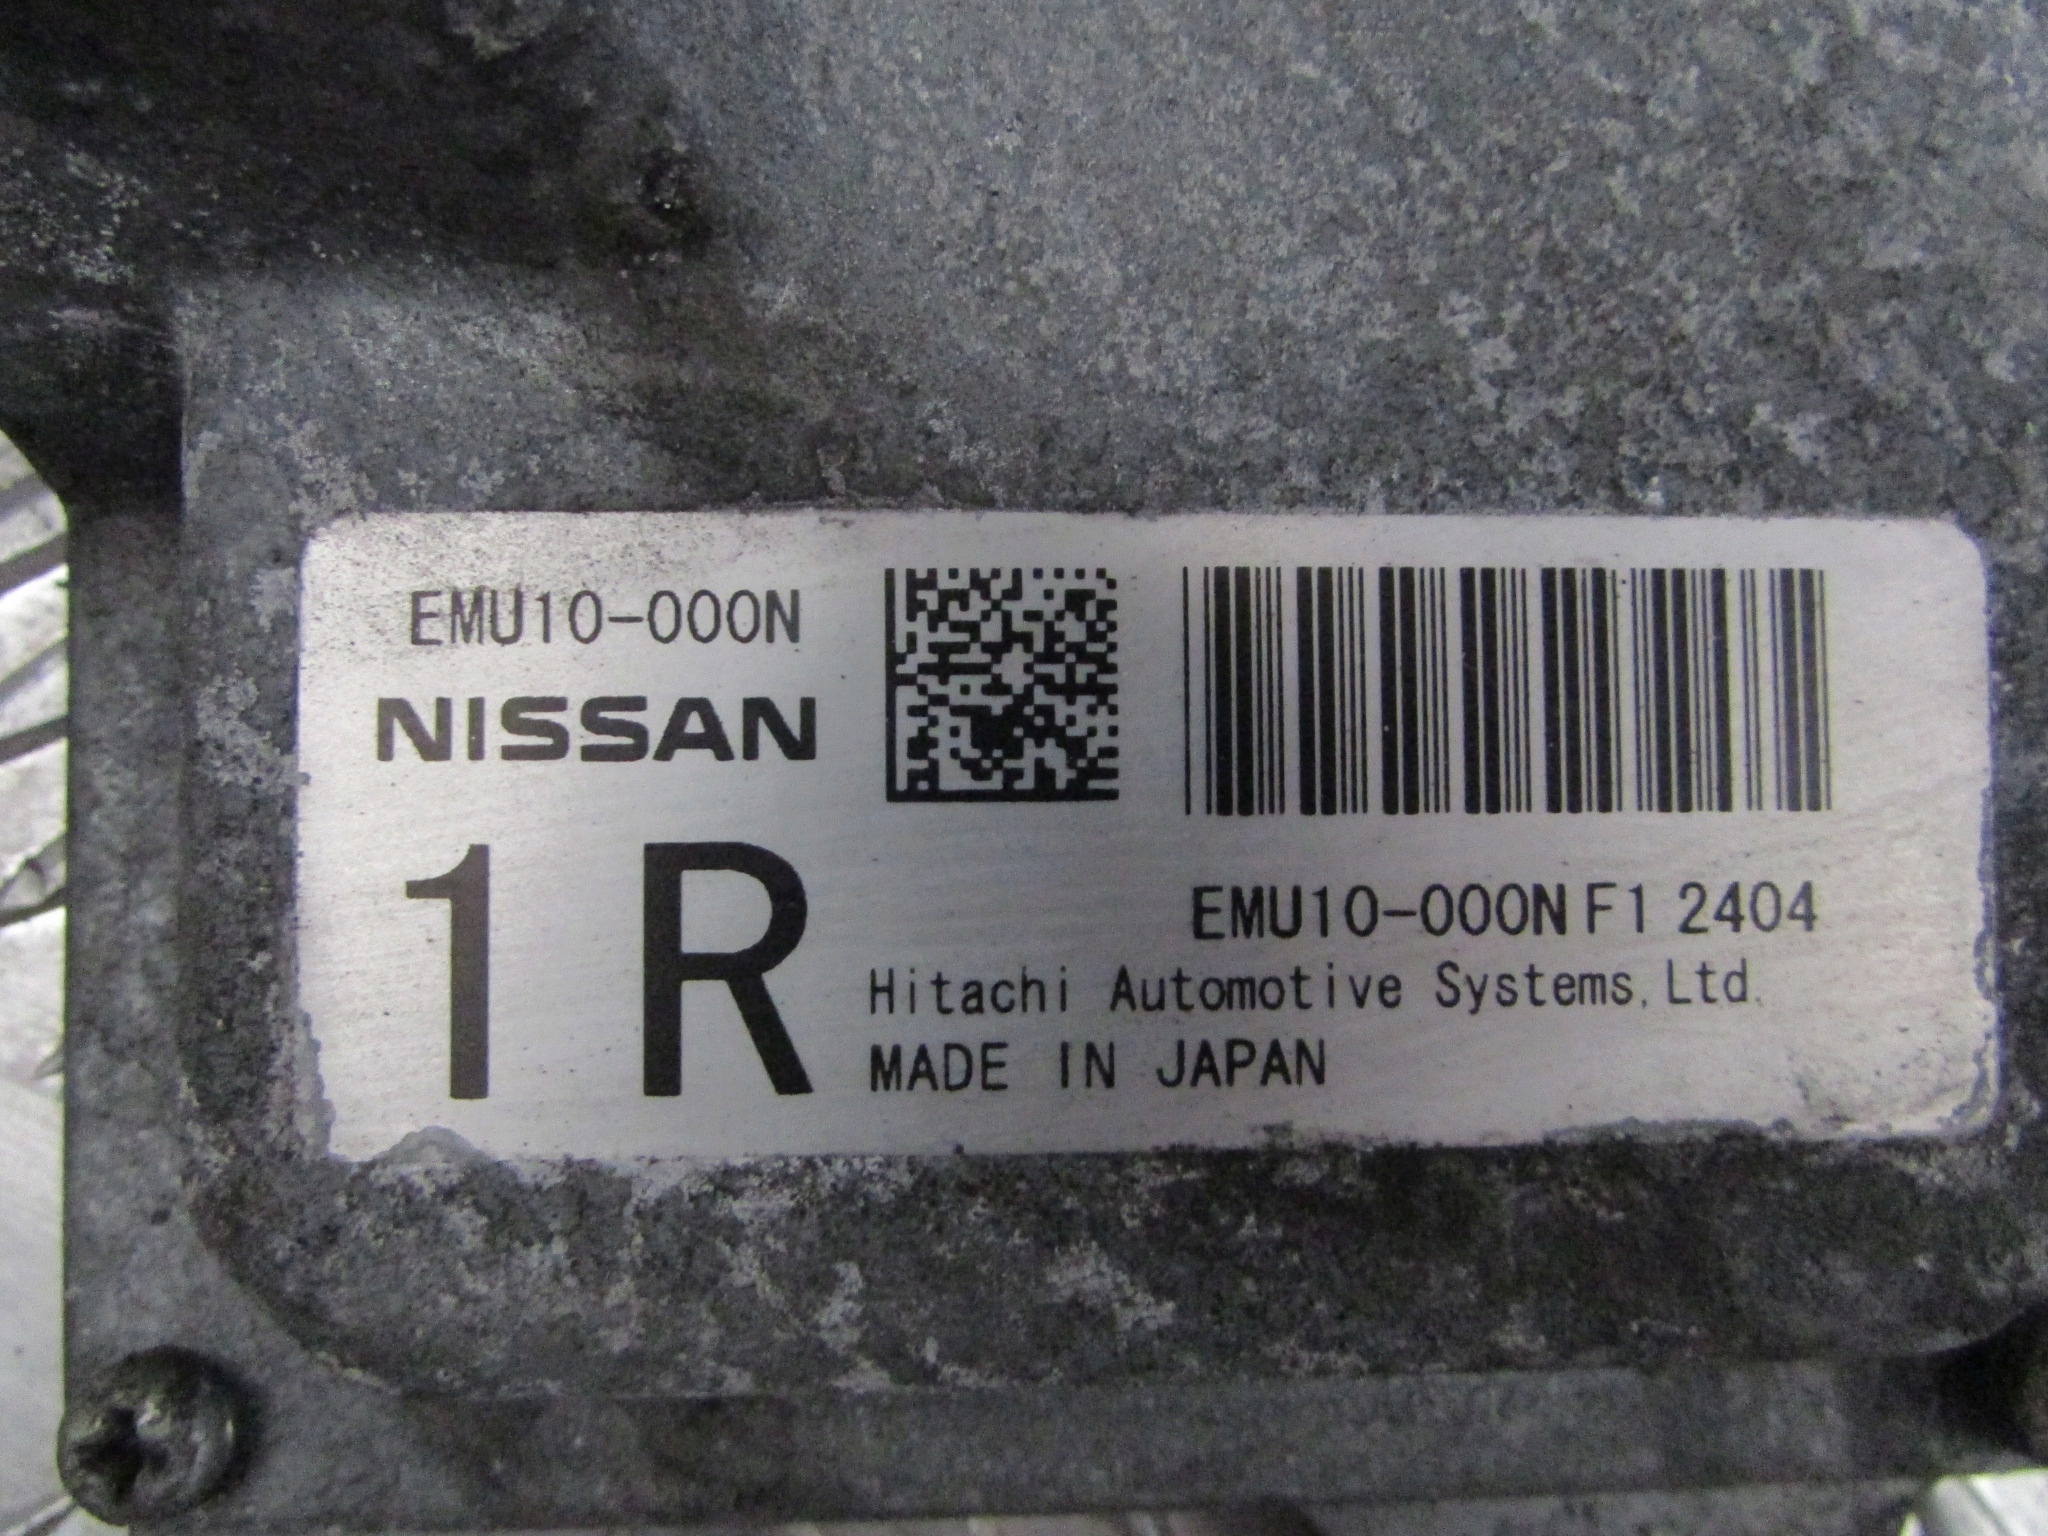 EMU10-000N
NISSAN
1 R
EMU10-000N F1 2404
Hitachi Automotive Systems, Ltd.
MADE IN JAPAN